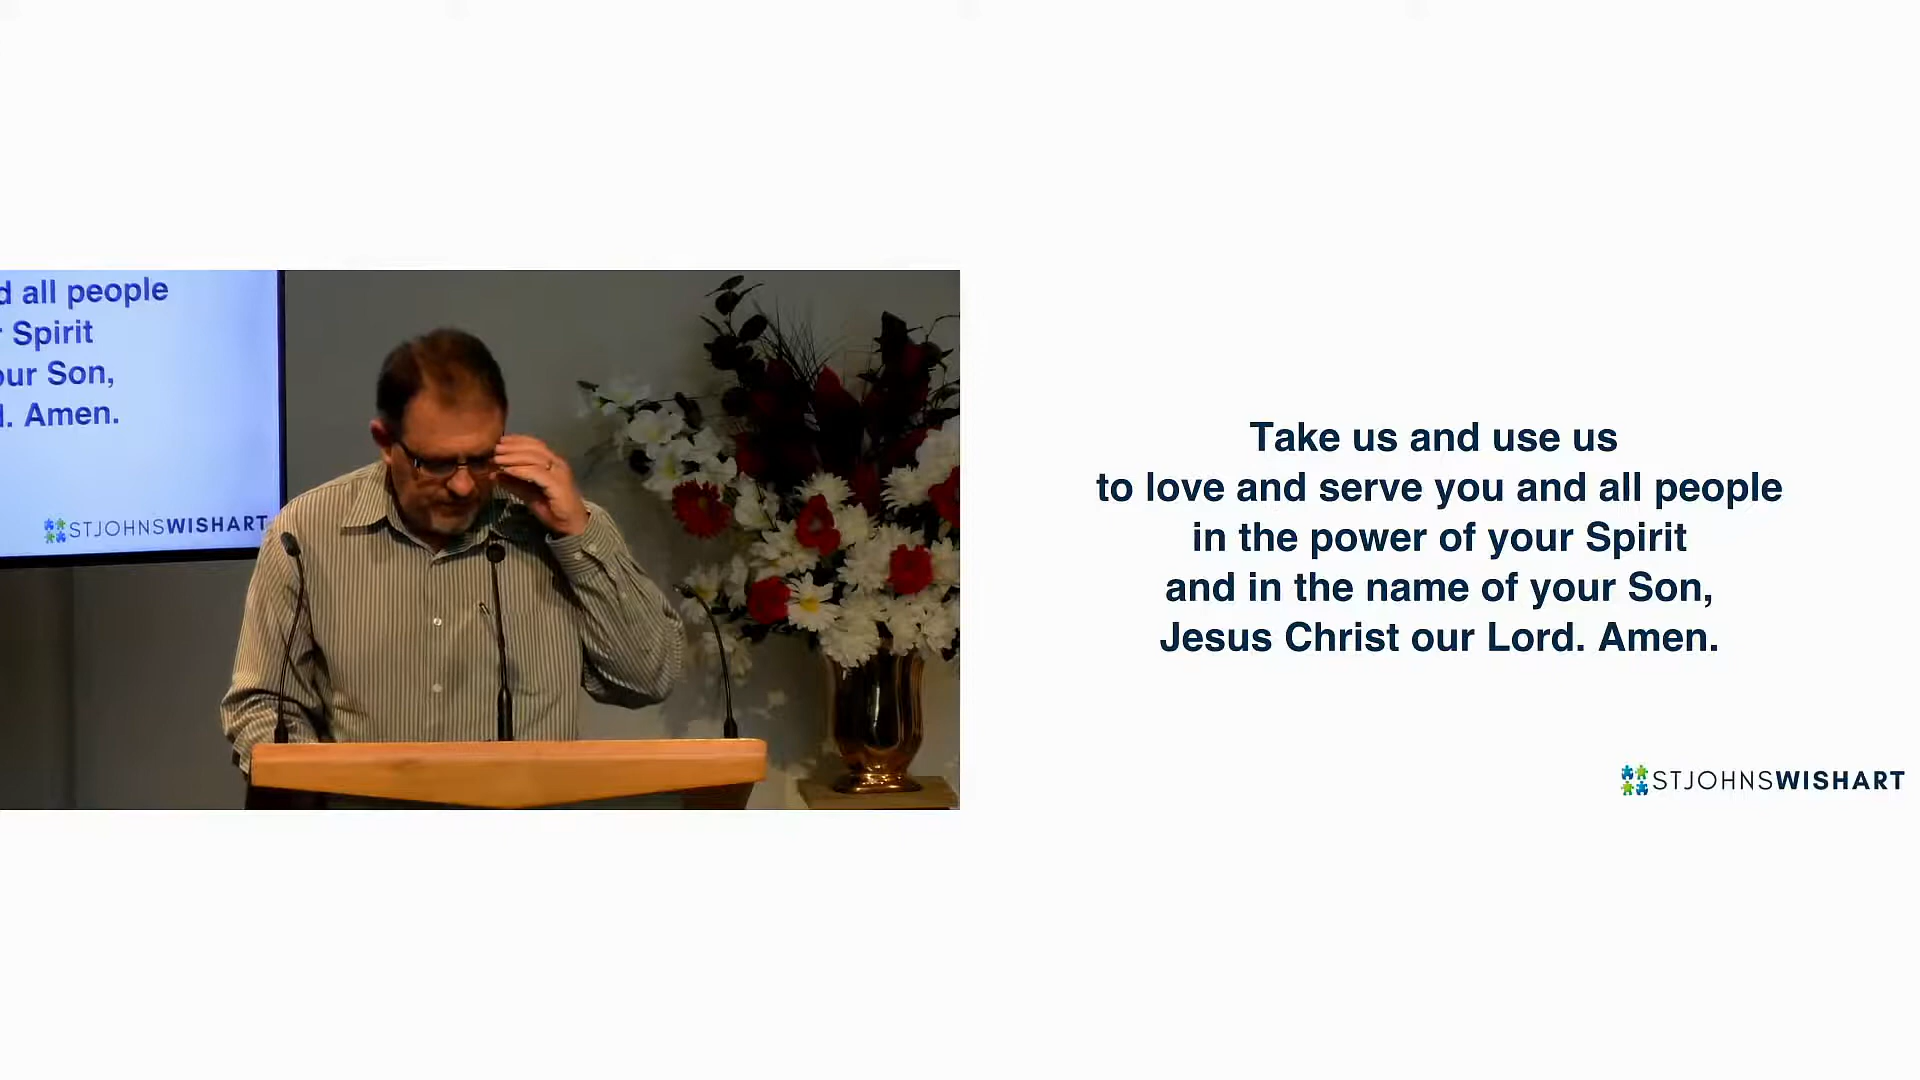 d all people
r Spirit
our Son,
d. Amen.
STJOHNSWISHART
Take us and use us
to love and serve you and all people
in the power of your Spirit
and in the name of your Son,
Jesus Christ our Lord. Amen.
STJOHNSWISHART